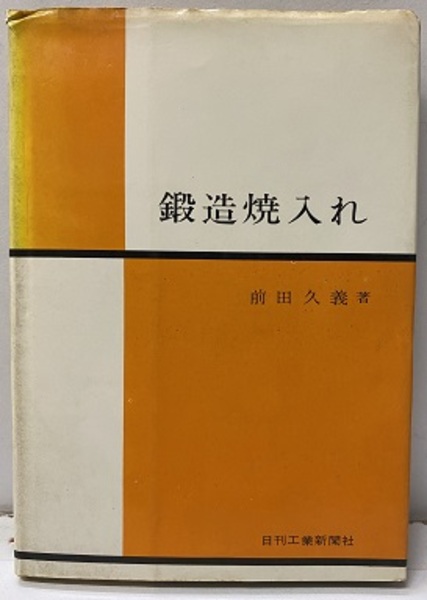 鍛造焼入れ
前田久義著
日刊工業新聞社